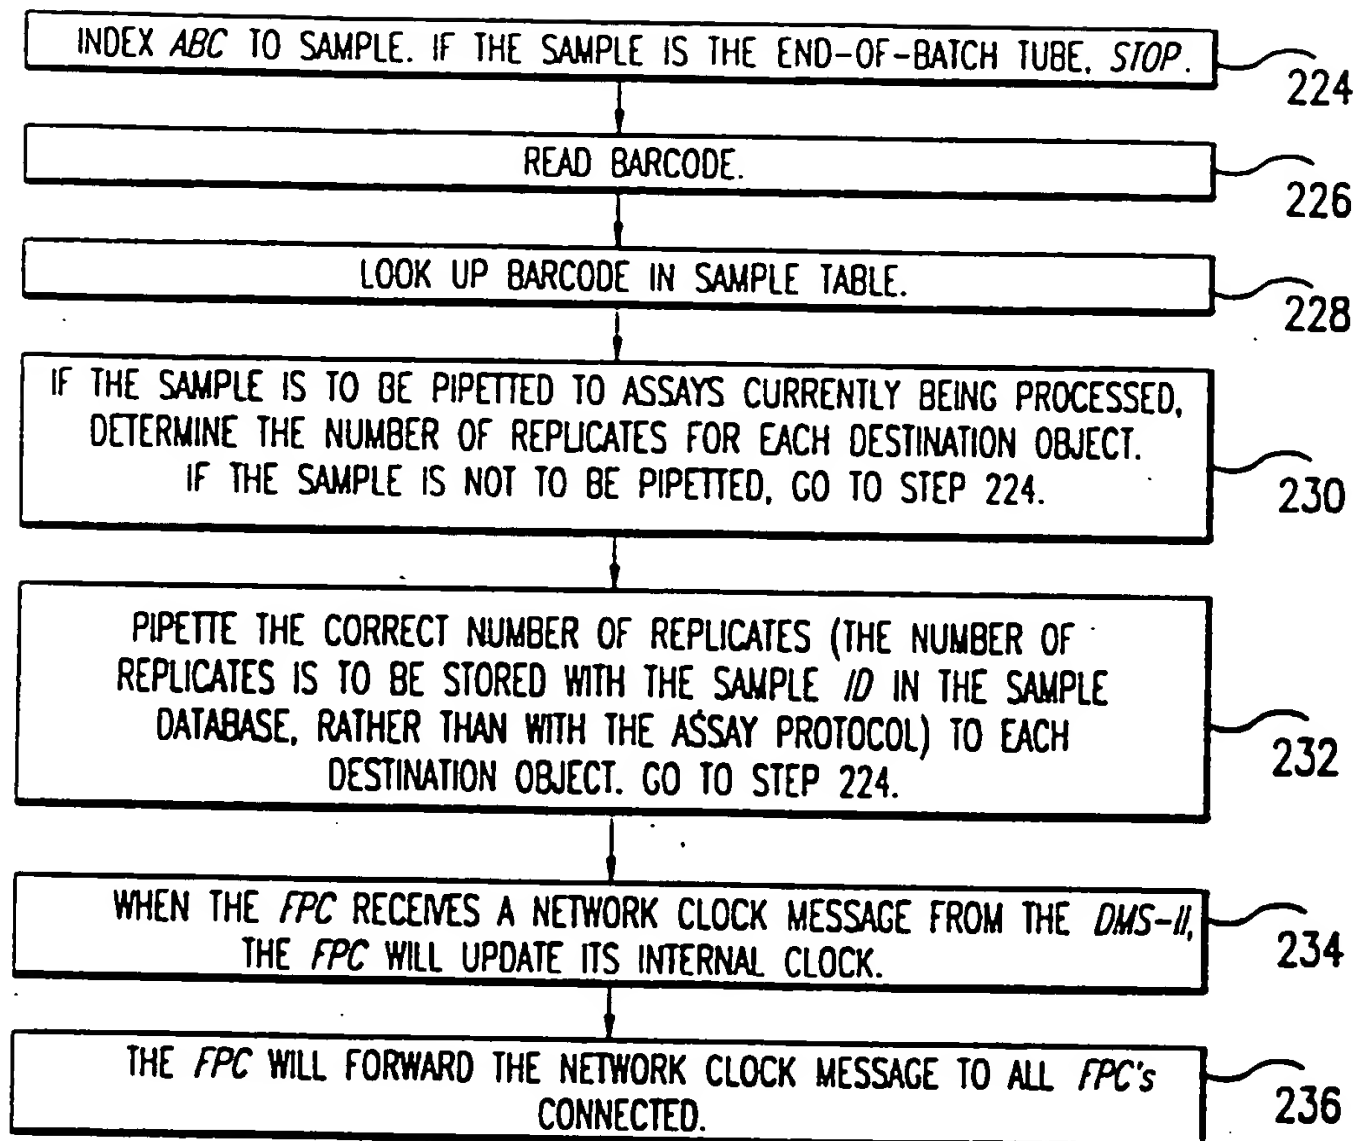 INDEX ABC TO SAMPLE. IF THE SAMPLE IS THE END-OF-BATCH TUBE, STOP.
224
READ BARCODE.
226
LOOK UP BARCODE IN SAMPLE TABLE.
228
IF THE SAMPLE IS TO BE PIPETTED TO ASSAYS CURRENTLY BEING PROCESSED,
DETERMINE THE NUMBER OF REPLICATES FOR EACH DESTINATION OBJECT.
IF THE SAMPLE IS NOT TO BE PIPETTED, GO TO STEP 224.
230
PIPETTE THE CORRECT NUMBER OF REPLICATES (THE NUMBER OF
REPLICATES IS TO BE STORED WITH THE SAMPLE ID IN THE SAMPLE
DATABASE, RATHER THAN WITH THE ASSAY PROTOCOL) TO EACH
DESTINATION OBJECT. GO TO STEP 224.
232
WHEN THE FPC RECEIVES A NETWORK CLOCK MESSAGE FROM THE DMS-II,
THE FPC WILL UPDATE ITS INTERNAL CLOCK.
234
THE FPC WILL FORWARD THE NETWORK CLOCK MESSAGE TO ALL FPC's
CONNECTED.
236